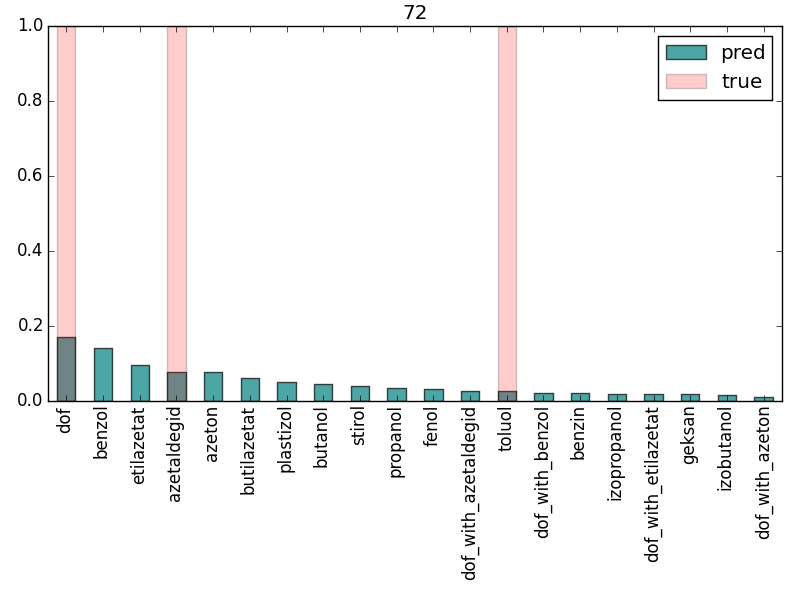 72
1.0
0.8
0.6
0.4
0.2
0.0
pred
true
dof
benzol
etilazetat
azetaldegid
azeton
butilazetat
plastizol
butanol
stirol
propanol
fenol
dof_with_azetaldegid
toluol
dof_with_benzol
benzin
izopropanol
dof_with_etilazetat
geksan
izobutanol
dof_with_azeton